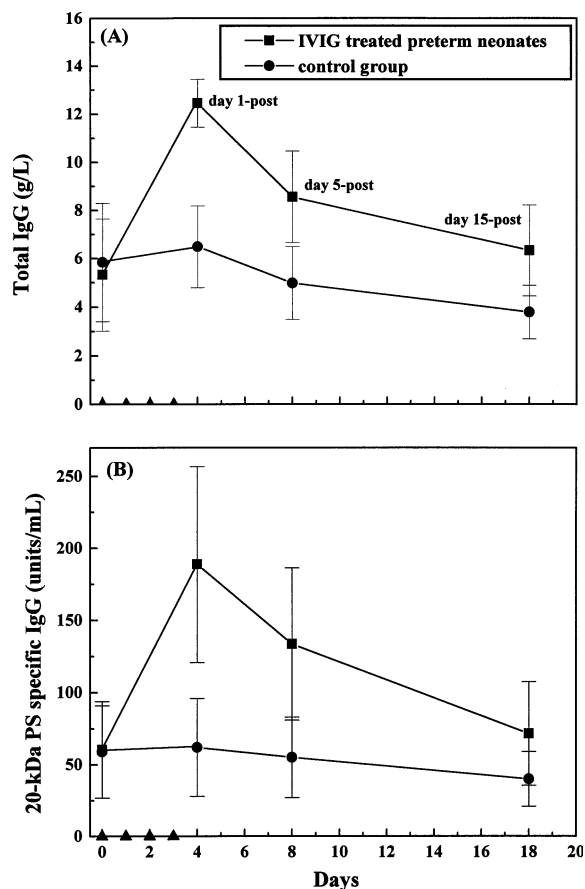 (A)
IVIG treated preterm neonates
control group
16
14
12
10
8
6
4
2
0
Total IgG (g/L)
day 1-post
day 5-post
day 15-post
(B)
250
200
150
100
50
0
20-kDa PS specific IgG (units/mL)
0 2 4 6 8 10 12 14 16 18 20
Days